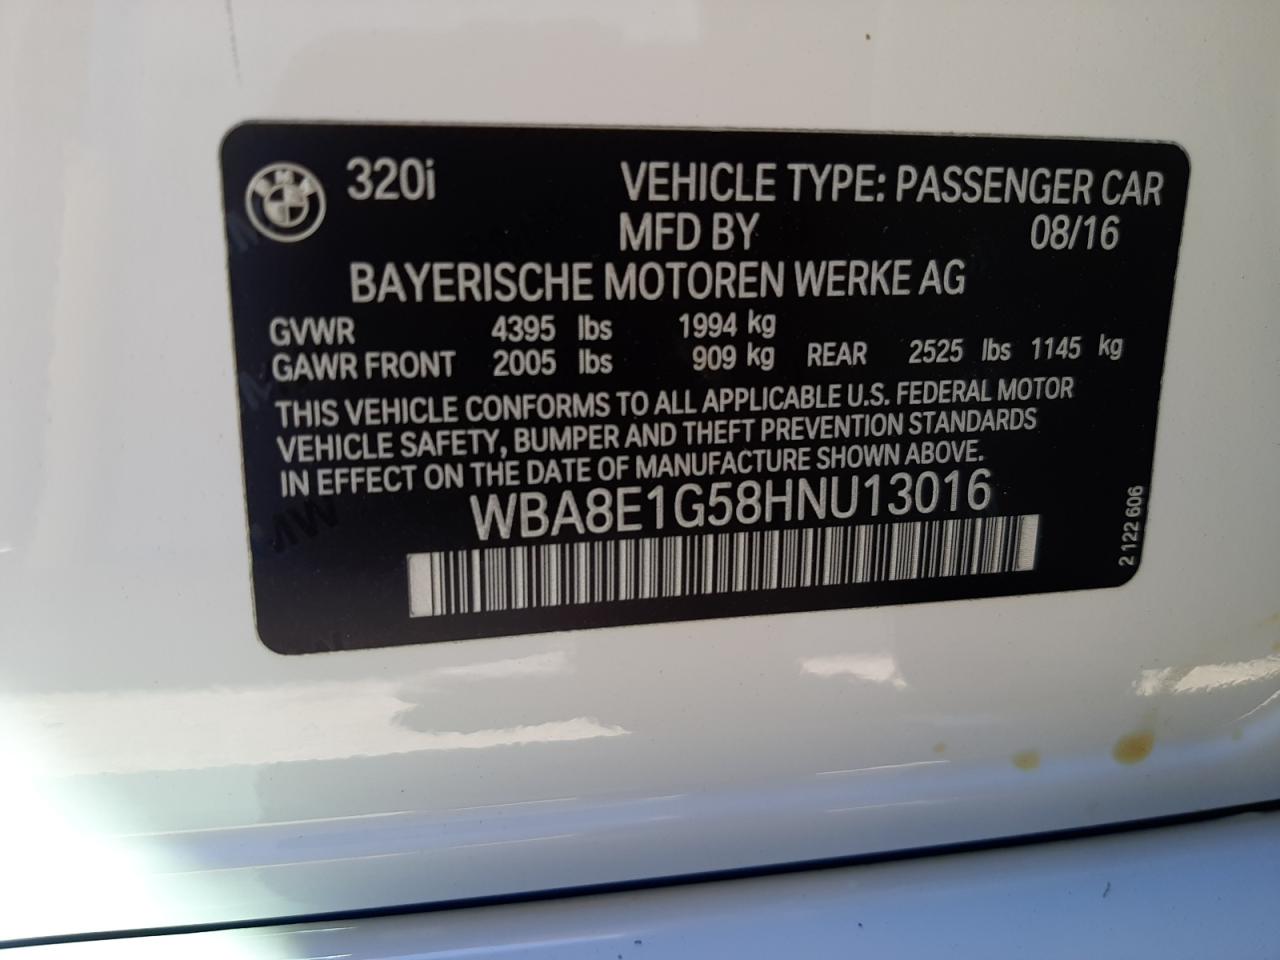 BMW 320i VEHICLE TYPE: PASSENGER CAR
MFD BY 08/16
BAYERISCHE MOTOREN WERKE AG
GVWR 4395 lbs 1994 kg
GAWR FRONT 2005 lbs 909 kg REAR 2525 lbs 1145 kg
THIS VEHICLE CONFORMS TO ALL APPLICABLE U.S. FEDERAL MOTOR
VEHICLE SAFETY, BUMPER AND THEFT PREVENTION STANDARDS
IN EFFECT ON THE DATE OF MANUFACTURE SHOWN ABOVE.
WBA8E1G58HNU13016
2 122 606